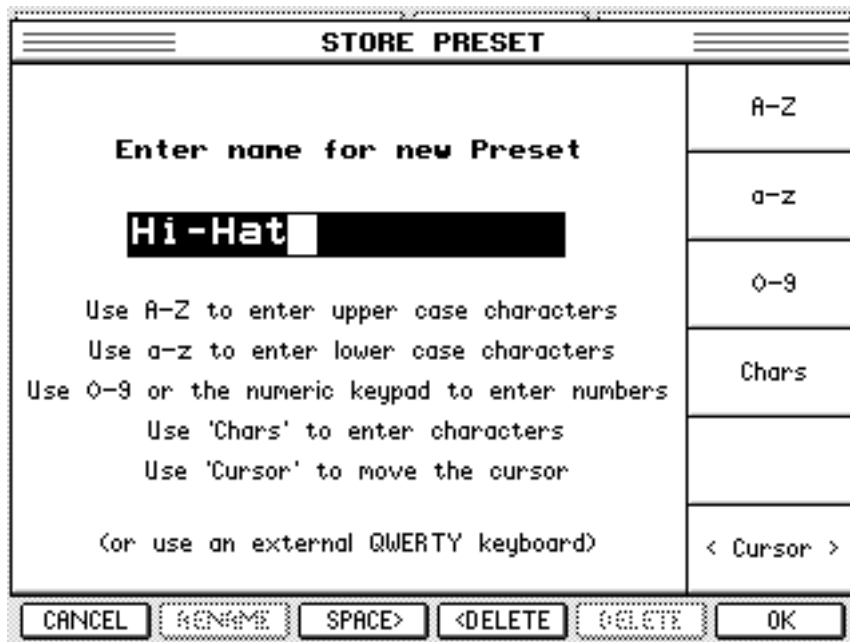 STORE PRESET
Enter name for new Preset
Hi-Hat
Use A-Z to enter upper case characters
Use a-z to enter lower case characters
Use 0-9 or the numeric keypad to enter numbers
Use 'Chars' to enter characters
Use 'Cursor' to move the cursor
(or use an external QWERTY keyboard)
A-Z
a-z
0-9
Chars
< Cursor >
CANCEL
RENAME
SPACE>
<DELETE
DELETE
OK